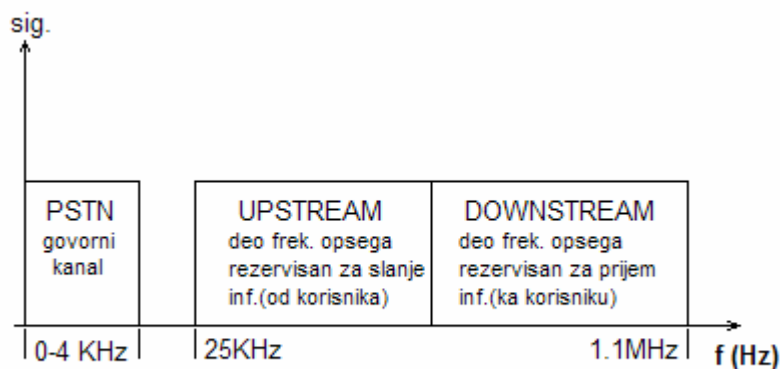 sig.
PSTN
govorni
kanal
UPSTREAM
deo frek. opsega
rezervisan za slanje
inf.(od korisnika)
DOWNSTREAM
deo frek. opsega
rezervisan za prijem
inf.(ka korisniku)
0-4 KHz
25KHz
1.1MHz
f (Hz)